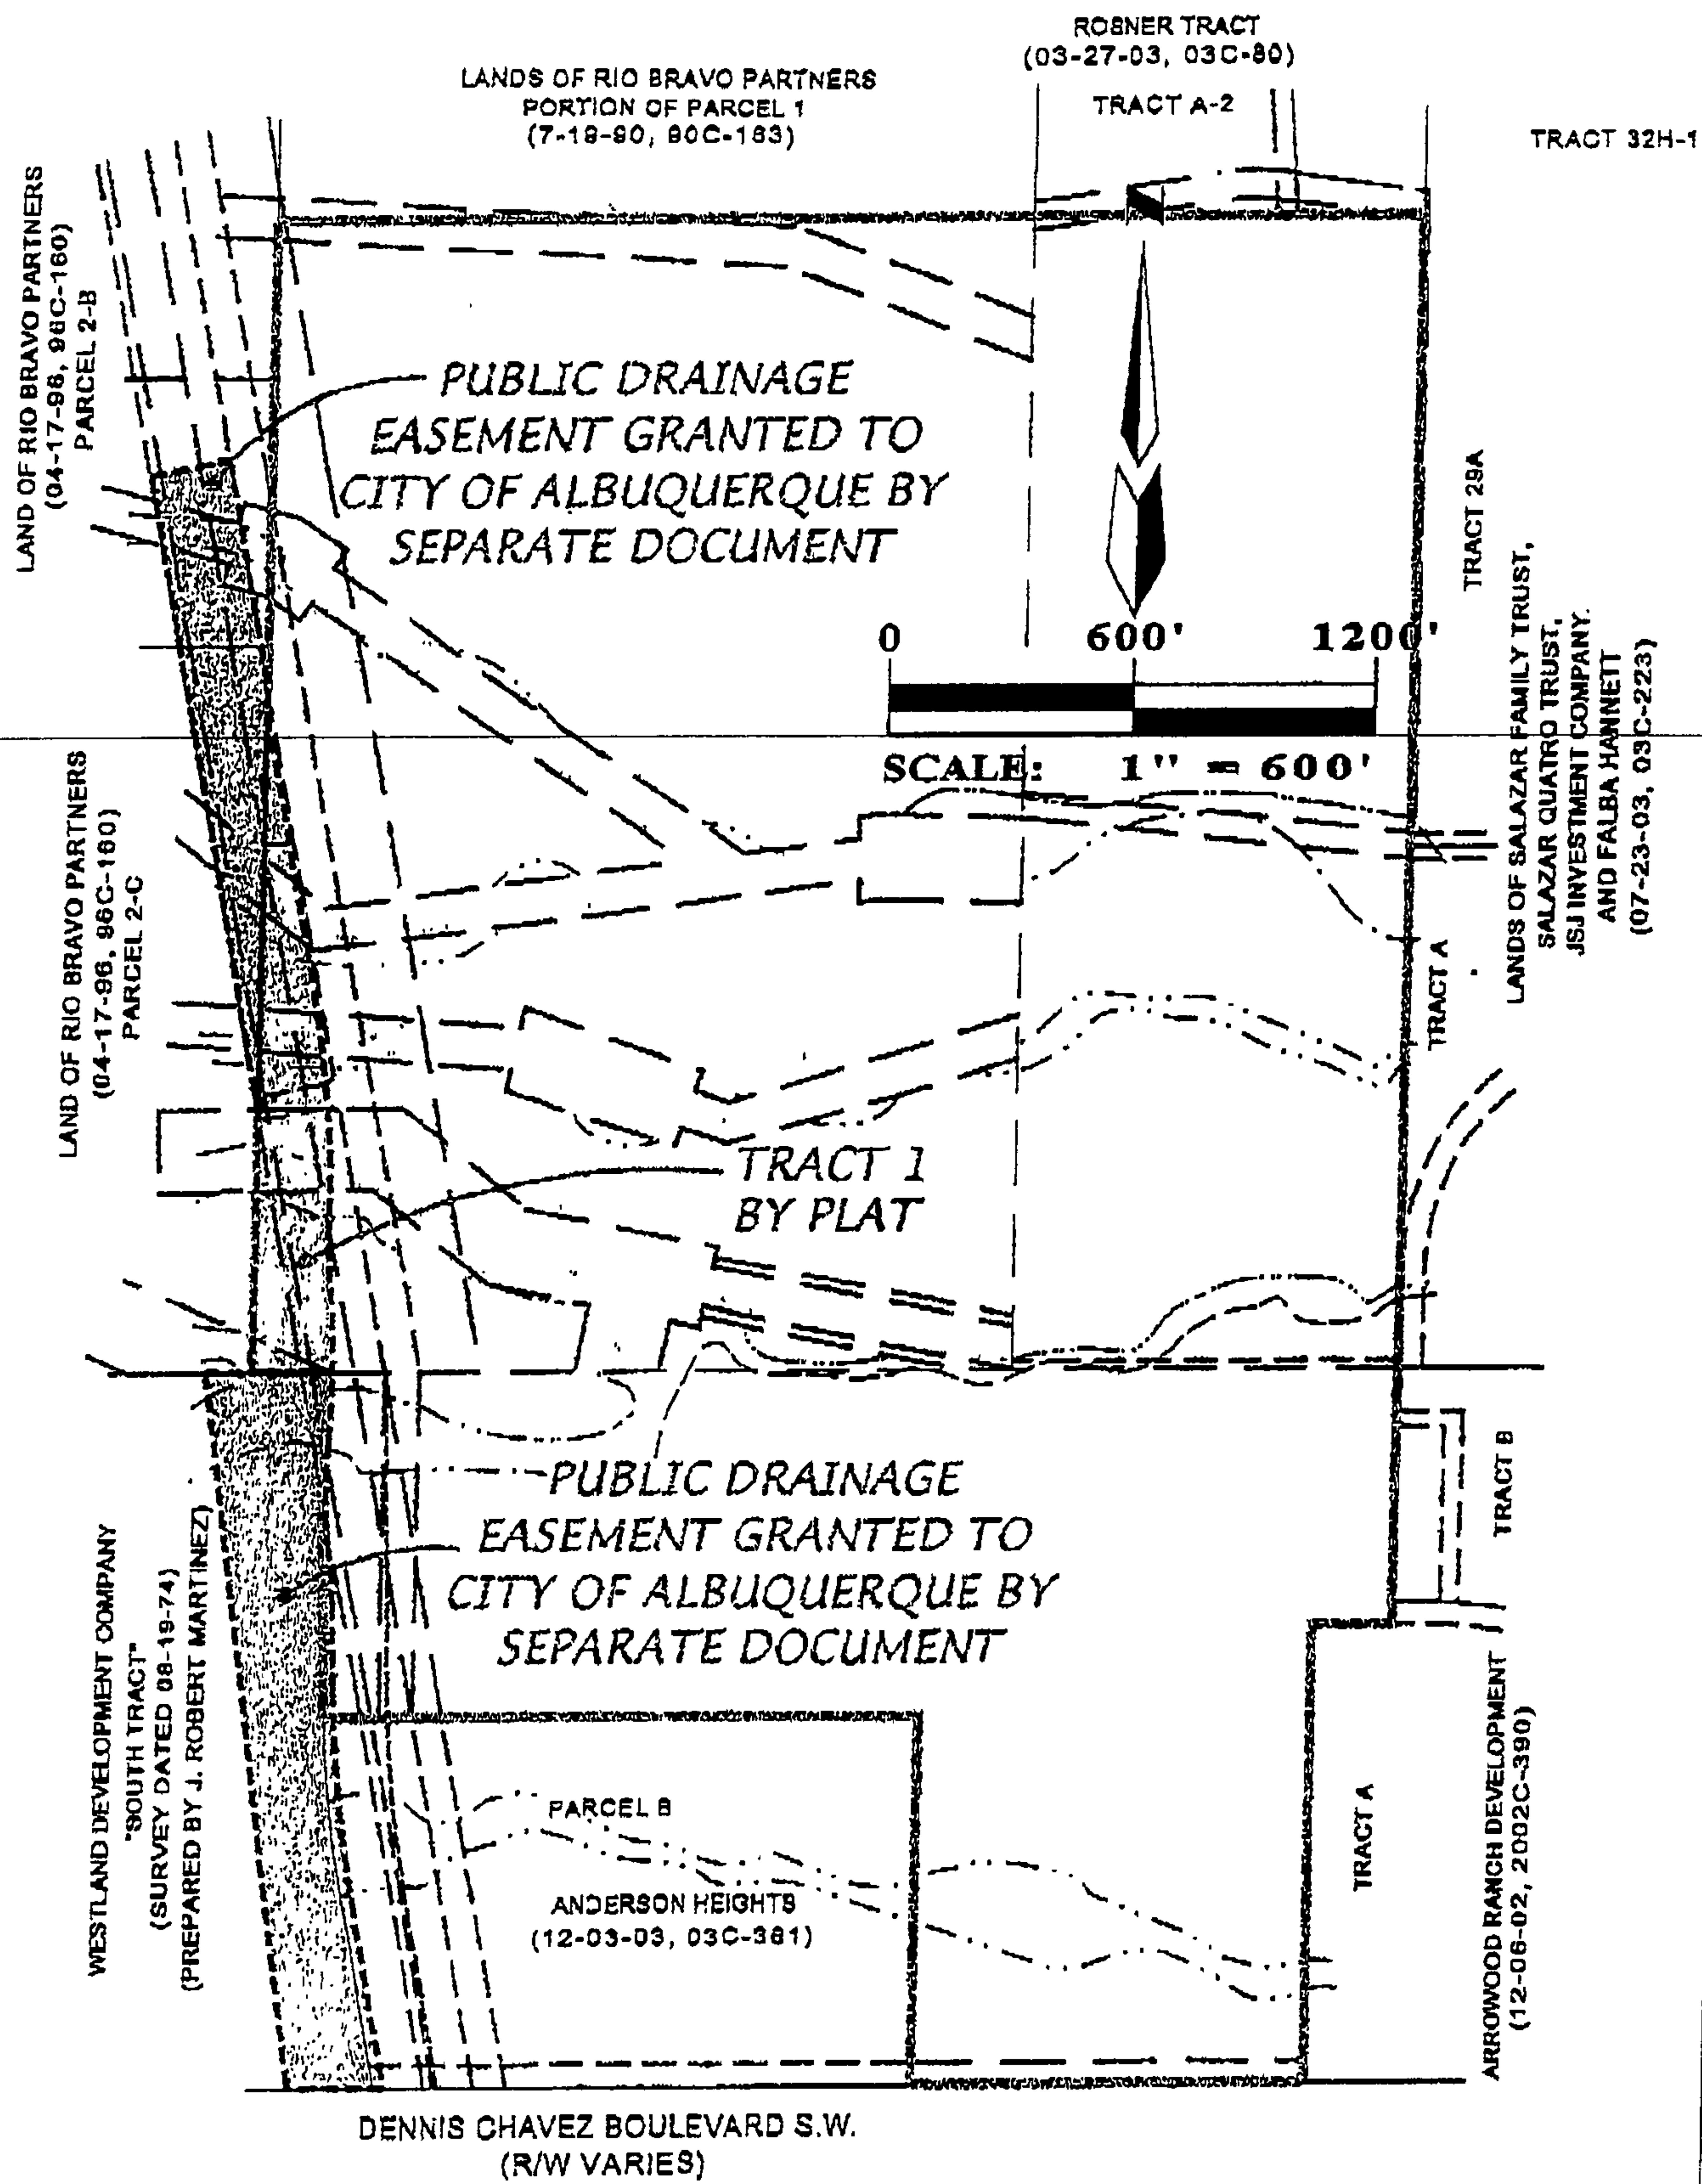 ROSNER TRACT
(03-27-03, 03C-90)
TRACT A-2
LANDS OF RIO BRAVO PARTNERS
PORTION OF PARCEL 1
(7-19-90, 90C-163)
TRACT 32H-1
LAND OF RIO BRAVO PARTNERS
(04-17-96, 96C-160)
PARCEL 2-B
PUBLIC DRAINAGE
EASEMENT GRANTED TO
CITY OF ALBUQUERQUE BY
SEPARATE DOCUMENT
TRACT 29A
0 600' 1200'
SCALE: 1" = 600'
LANDS OF SALAZAR FAMILY TRUST,
SALAZAR QUATRO TRUST,
JSJ INVESTMENT COMPANY.
AND FALBA HANNETT
(07-23-03, 03C-223)
LAND OF RIO BRAVO PARTNERS
(04-17-96, 96C-160)
PARCEL 2-C
TRACT A
TRACT 1
BY PLAT
PUBLIC DRAINAGE
EASEMENT GRANTED TO
CITY OF ALBUQUERQUE BY
SEPARATE DOCUMENT
TRACT B
WESTLAND DEVELOPMENT COMPANY
"SOUTH TRACT"
(SURVEY DATED 08-19-74)
(PREPARED BY J. ROBERT MARTINEZ)
PARCEL B
ANDERSON HEIGHTS
(12-03-03, 03C-361)
TRACT A
ARROWOOD RANCH DEVELOPMENT
(12-06-02, 2002C-390)
DENNIS CHAVEZ BOULEVARD S.W.
(R/W VARIES)